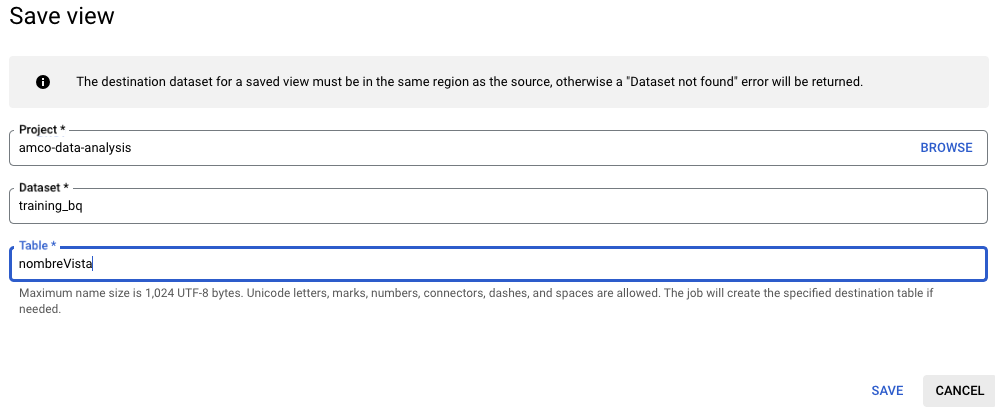 Save view
The destination dataset for a saved view must be in the same region as the source, otherwise a "Dataset not found" error will be returned.
Project *
amco-data-analysis
BROWSE
Dataset *
training_bq
Table *
nombreVista
Maximum name size is 1,024 UTF-8 bytes. Unicode letters, marks, numbers, connectors, dashes, and spaces are allowed. The job will create the specified destination table if
needed.
SAVE
CANCEL